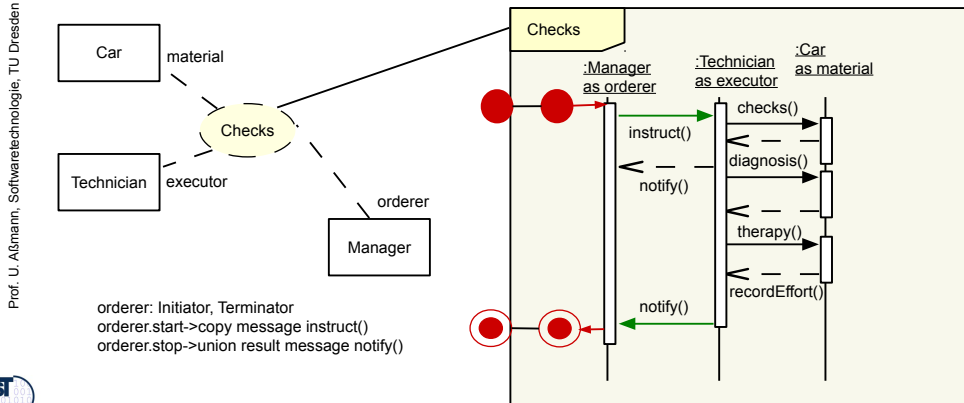 Prof. U. Aßmann, Softwaretechnologie, TU Dresden
Car
material
Checks
Technician
executor
orderer
Manager
orderer: Initiator, Terminator
orderer.start->copy message instruct()
orderer.stop->union result message notify()
Checks
:Manager
as orderer
:Technician
as executor
:Car
as material
checks()
instruct()
diagnosis()
notify()
therapy()
recordEffort()
notify()